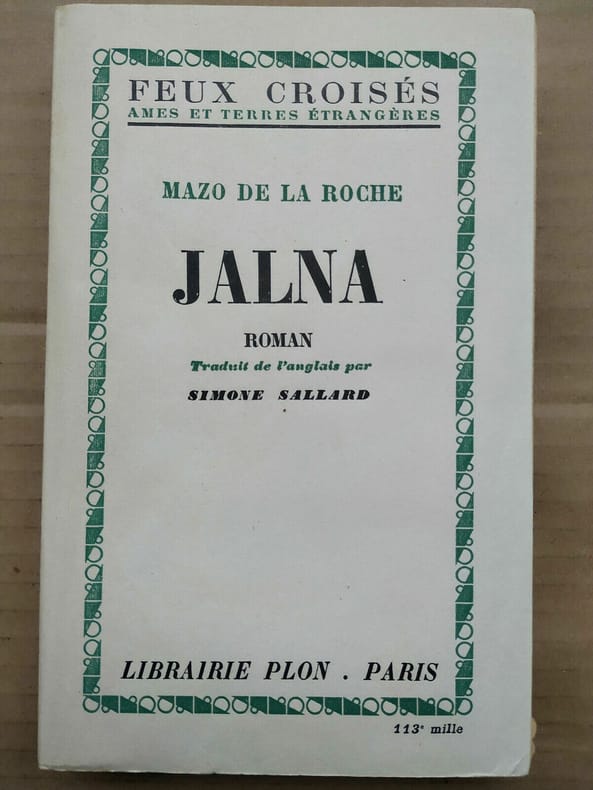 FEUX CROISÉS
AMES ET TERRES ÉTRANGÈRES
MAZO DE LA ROCHE
JALNA
ROMAN
Traduit de l'anglais par
SIMONE SALLARD
LIBRAIRIE PLON . PARIS
113e mille